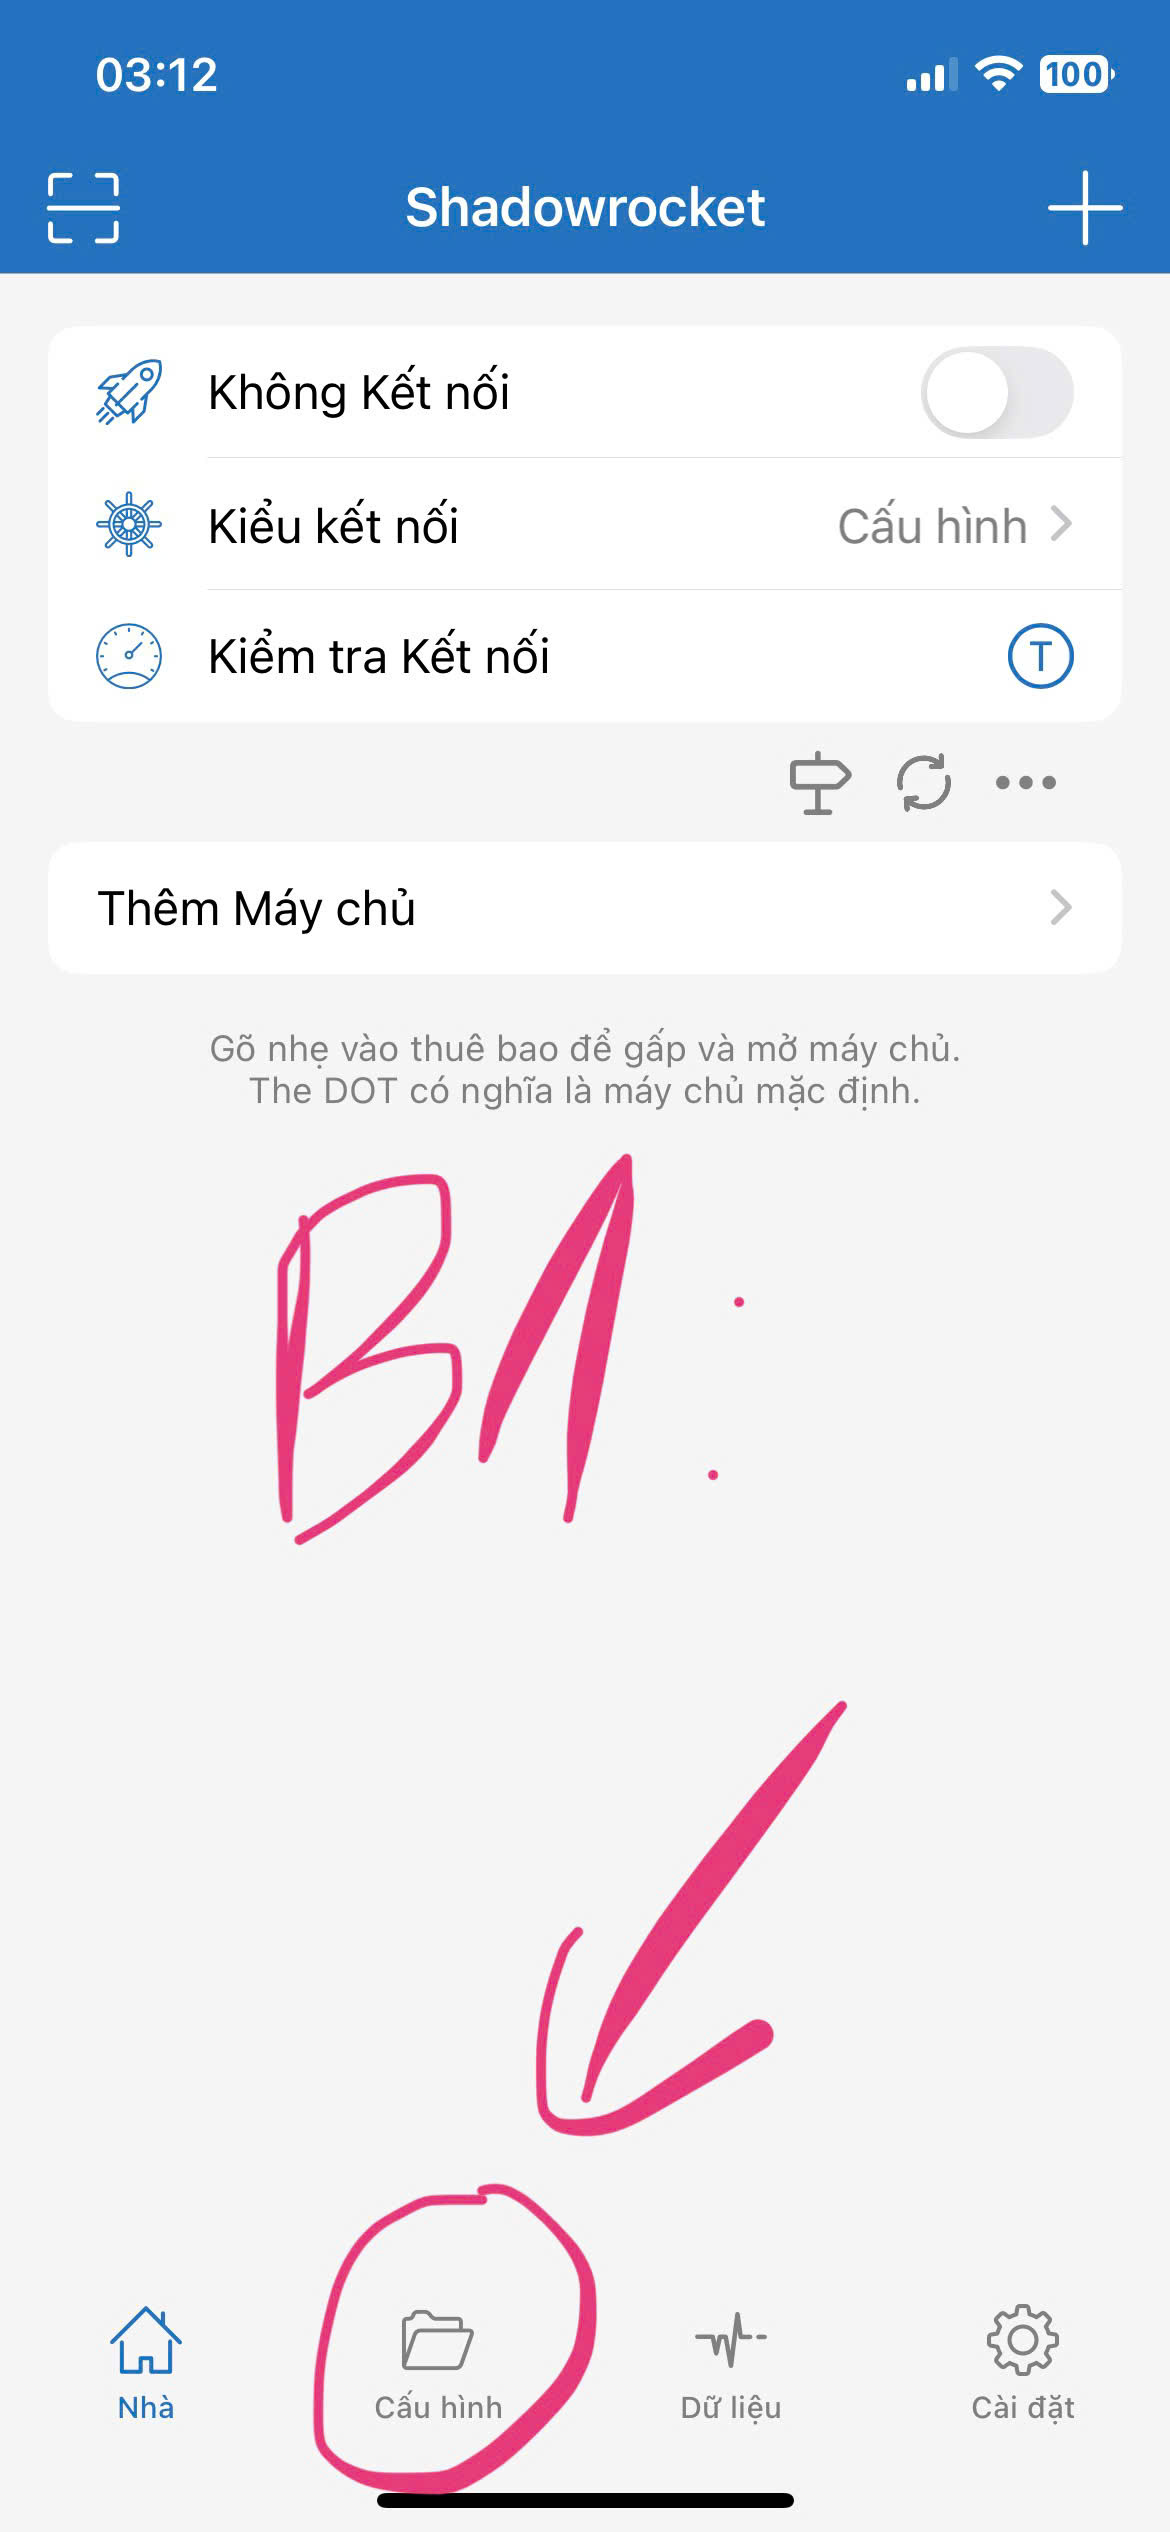 03:12
100
Shadowrocket
Không Kết nối
Kiểu kết nối Cấu hình
Kiểm tra Kết nối T
Thêm Máy chủ
Gõ nhẹ vào thuê bao để gấp và mở máy chủ.
The DOT có nghĩa là máy chủ mặc định.
B1:
Nhà Cấu hình Dữ liệu Cài đặt